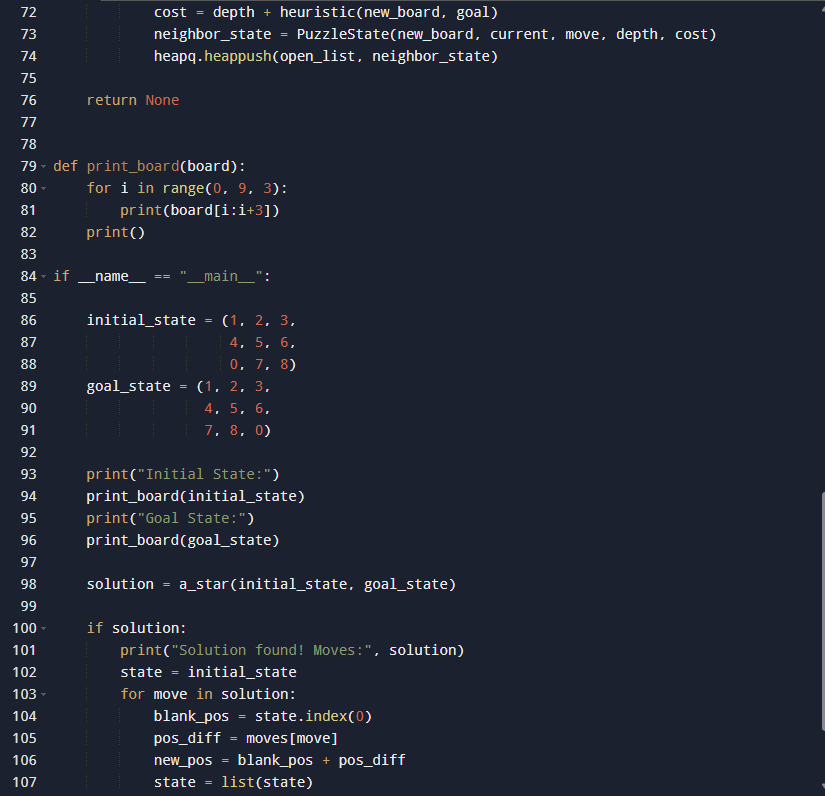 72 cost = depth + heuristic(new_board, goal)
73 neighbor_state = PuzzleState(new_board, current, move, depth, cost)
74 heapq.heappush(open_list, neighbor_state)
75
76 return None
77
78
79 def print_board(board):
80 for i in range(0, 9, 3):
81 print(board[i:i+3])
82 print()
83
84 if __name__ == "__main__":
85
86 initial_state = (1, 2, 3,
87 4, 5, 6,
88 0, 7, 8)
89 goal_state = (1, 2, 3,
90 4, 5, 6,
91 7, 8, 0)
92
93 print("Initial State:")
94 print_board(initial_state)
95 print("Goal State:")
96 print_board(goal_state)
97
98 solution = a_star(initial_state, goal_state)
99
100 if solution:
101 print("Solution found! Moves:", solution)
102 state = initial_state
103 for move in solution:
104 blank_pos = state.index(0)
105 pos_diff = moves[move]
106 new_pos = blank_pos + pos_diff
107 state = list(state)